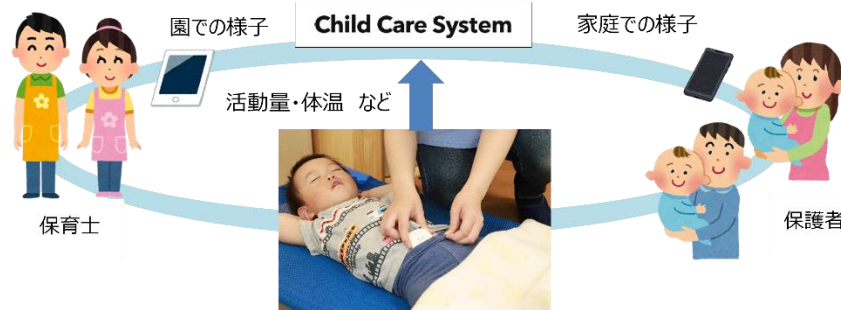 園での様子
Child Care System
家庭での様子
活動量・体温 など
保育士
保護者